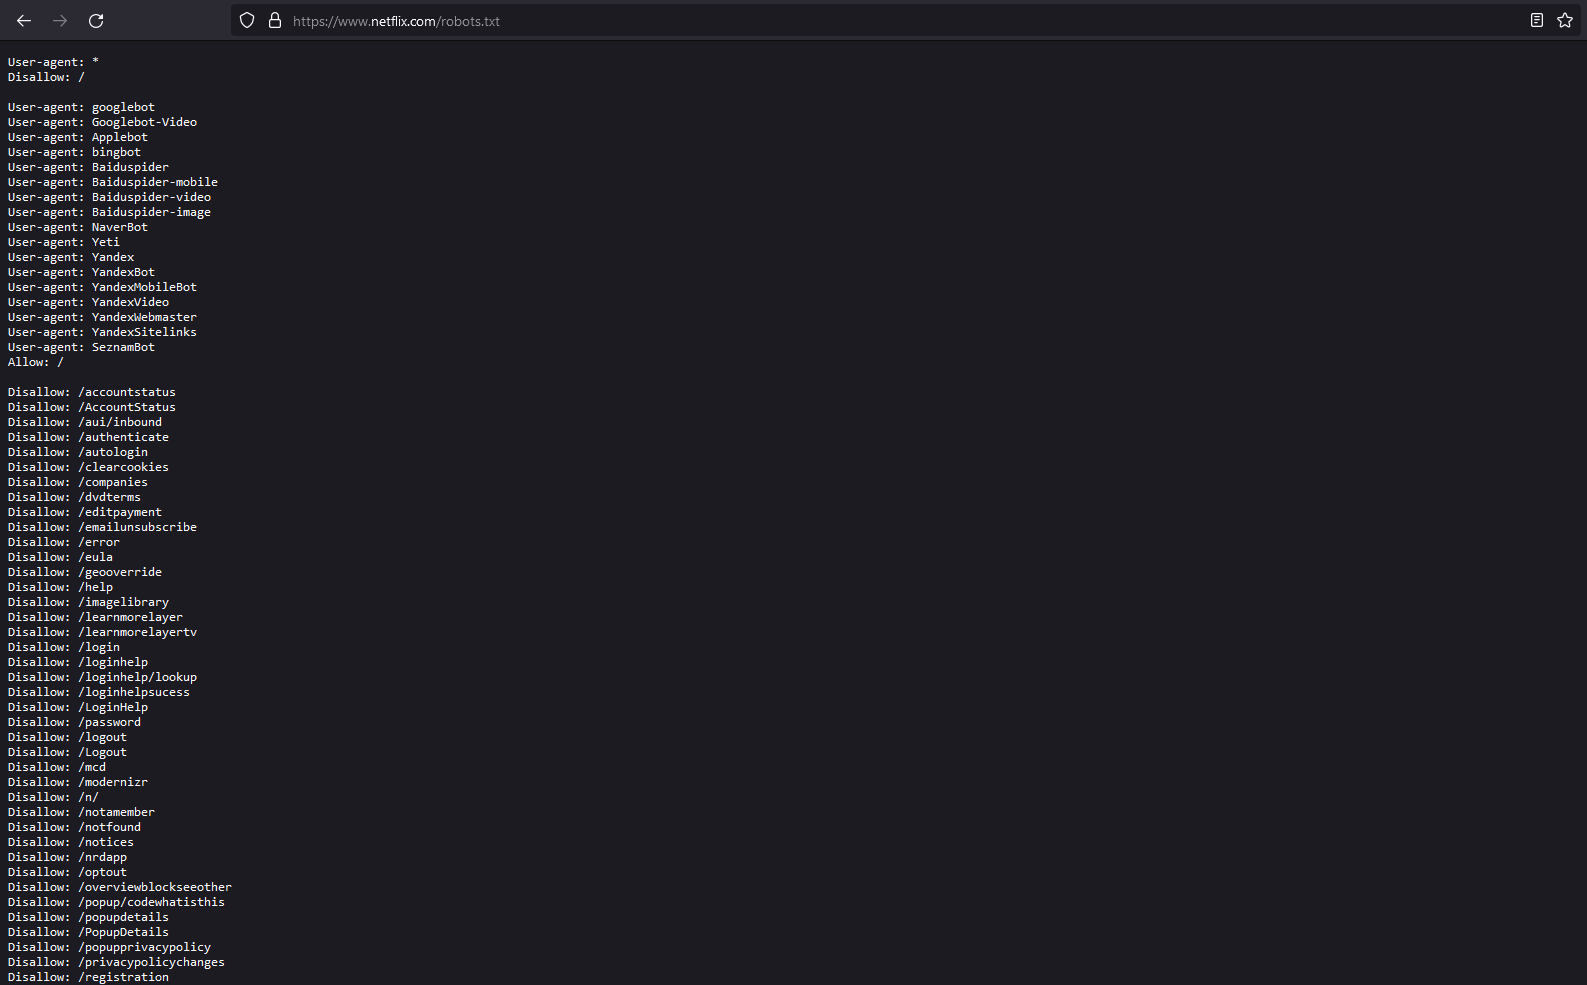 https://www.netflix.com/robots.txt
User-agent: *
Disallow: /
User-agent: googlebot
User-agent: Googlebot-Video
User-agent: Applebot
User-agent: bingbot
User-agent: Baiduspider
User-agent: Baiduspider-mobile
User-agent: Baiduspider-video
User-agent: Baiduspider-image
User-agent: NaverBot
User-agent: Yeti
User-agent: Yandex
User-agent: YandexBot
User-agent: YandexMobileBot
User-agent: YandexVideo
User-agent: YandexWebmaster
User-agent: YandexSitelinks
User-agent: SeznamBot
Allow: /
Disallow: /accountstatus
Disallow: /AccountStatus
Disallow: /aui/inbound
Disallow: /authenticate
Disallow: /autologin
Disallow: /clearcookies
Disallow: /companies
Disallow: /dvdterms
Disallow: /editpayment
Disallow: /emailunsubscribe
Disallow: /error
Disallow: /eula
Disallow: /geooverride
Disallow: /help
Disallow: /imagelibrary
Disallow: /learnmorelayer
Disallow: /learnmorelayertv
Disallow: /login
Disallow: /loginhelp
Disallow: /loginhelp/lookup
Disallow: /loginhelpsucess
Disallow: /LoginHelp
Disallow: /password
Disallow: /logout
Disallow: /Logout
Disallow: /mcd
Disallow: /modernizr
Disallow: /n/
Disallow: /notamember
Disallow: /notfound
Disallow: /notices
Disallow: /nrdapp
Disallow: /optout
Disallow: /overviewblockseeother
Disallow: /popup/codewhatisthis
Disallow: /popupdetails
Disallow: /PopupDetails
Disallow: /popupprivacypolicy
Disallow: /privacypolicychanges
Disallow: /registration